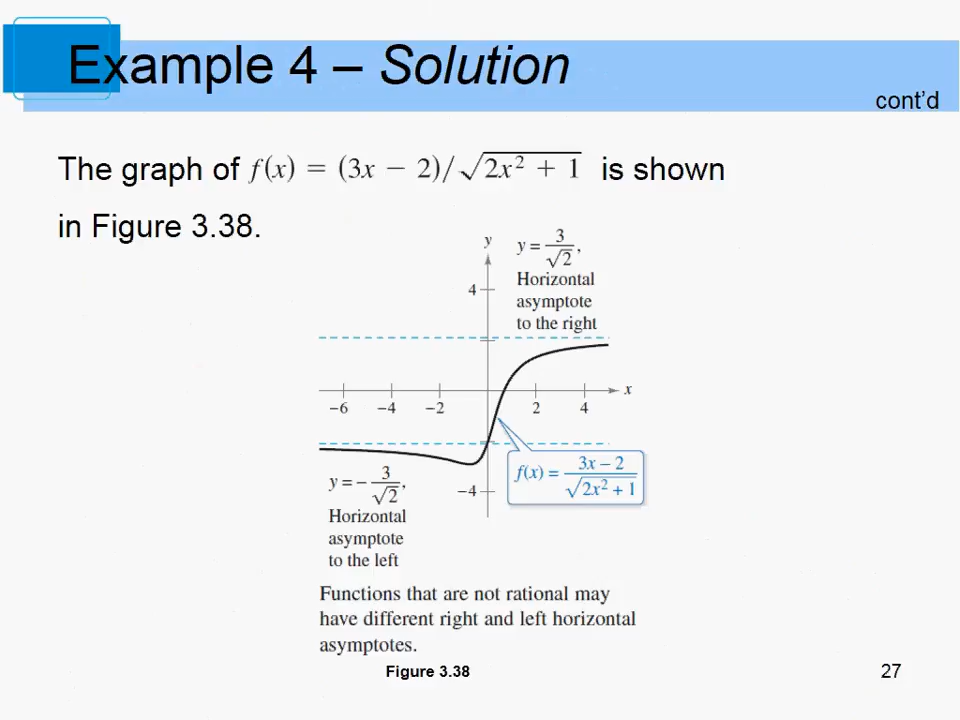 Example 4 – Solution
cont'd
The graph of f(x) = (3x − 2)/√2x² + 1 is shown
in Figure 3.38.
y
y = 3/√2,
Horizontal
asymptote
to the right
4
x
−6 −4 −2 2 4
f(x) = 3x − 2/√2x² + 1
−4
y = − 3/√2,
Horizontal
asymptote
to the left
Functions that are not rational may
have different right and left horizontal
asymptotes.
Figure 3.38
27